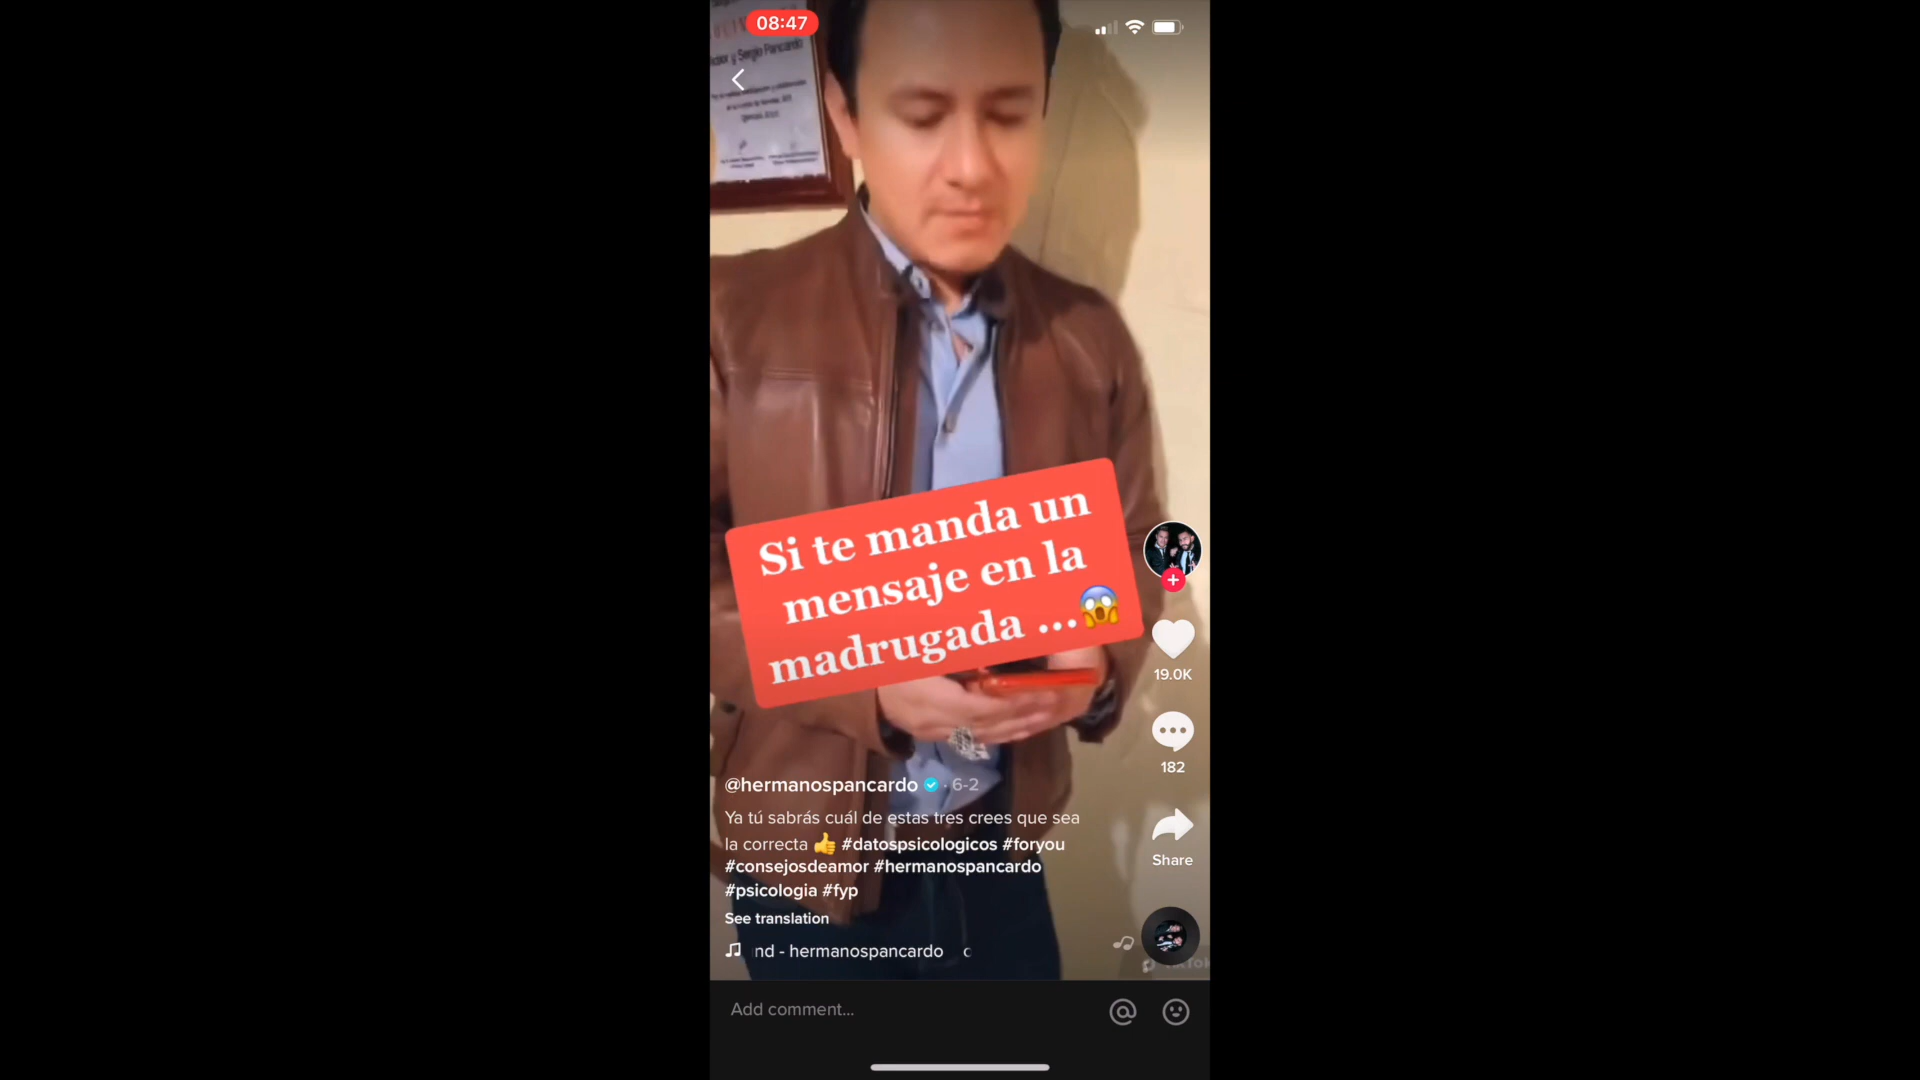 08:47
y Sergio Pancardo
Si te manda un
mensaje en la
madrugada ...😱
@hermanospancardo · 6-2
Ya tú sabrás cuál de estas tres crees que sea
la correcta 👍 #datospsicologicos #foryou
#consejosdeamor #hermanospancardo
#psicologia #fyp
See translation
nd - hermanospancardo
19.0K
182
Share
Add comment...